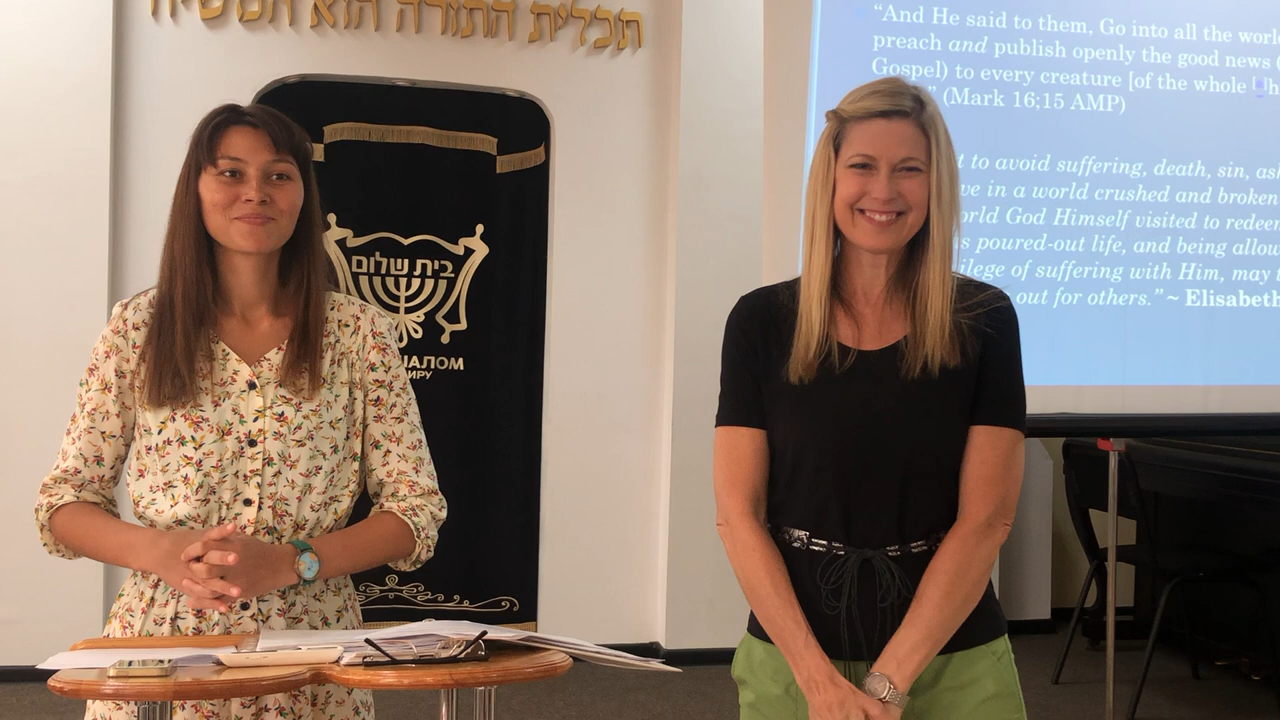 תכלית התורה הוא המשיח
בית שלום
ШАЛОМ
МИРУ
“And He said to them, Go into all the world
preach and publish openly the good news (
Gospel) to every creature [of the whole
” (Mark 16;15 AMP)
t to avoid suffering, death, sin, ask
ve in a world crushed and broken
orld God Himself visited to redeem
s poured-out life, and being allow
ilege of suffering with Him, may
out for others.” ~ Elisabeth